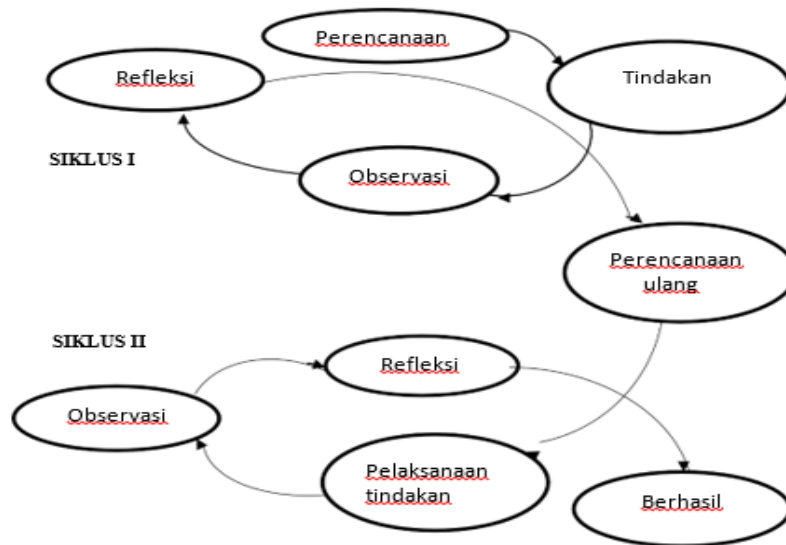 Perencanaan
Refleksi
Tindakan
SIKLUS I
Observasi
Perencanaan
ulang
SIKLUS II
Refleksi
Observasi
Pelaksanaan
tindakan
Berhasil